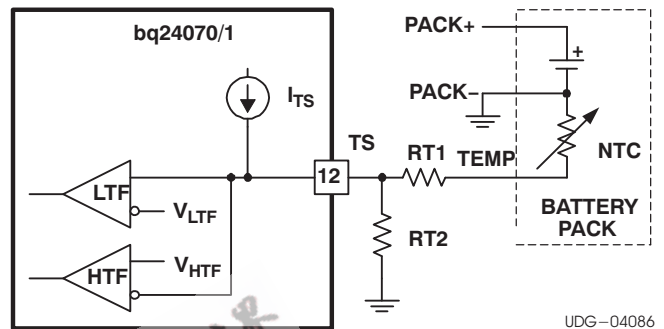 bq24070/1
PACK+
+
I_TS
PACK−
TS
RT1
TEMP
NTC
12
LTF
V_LTF
BATTERY
PACK
RT2
HTF
V_HTF
UDG−04086